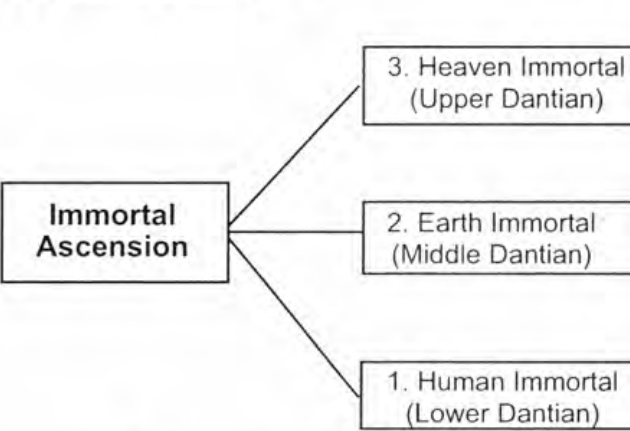 3. Heaven Immortal
(Upper Dantian)
Immortal
Ascension
2. Earth Immortal
(Middle Dantian)
1. Human Immortal
(Lower Dantian)